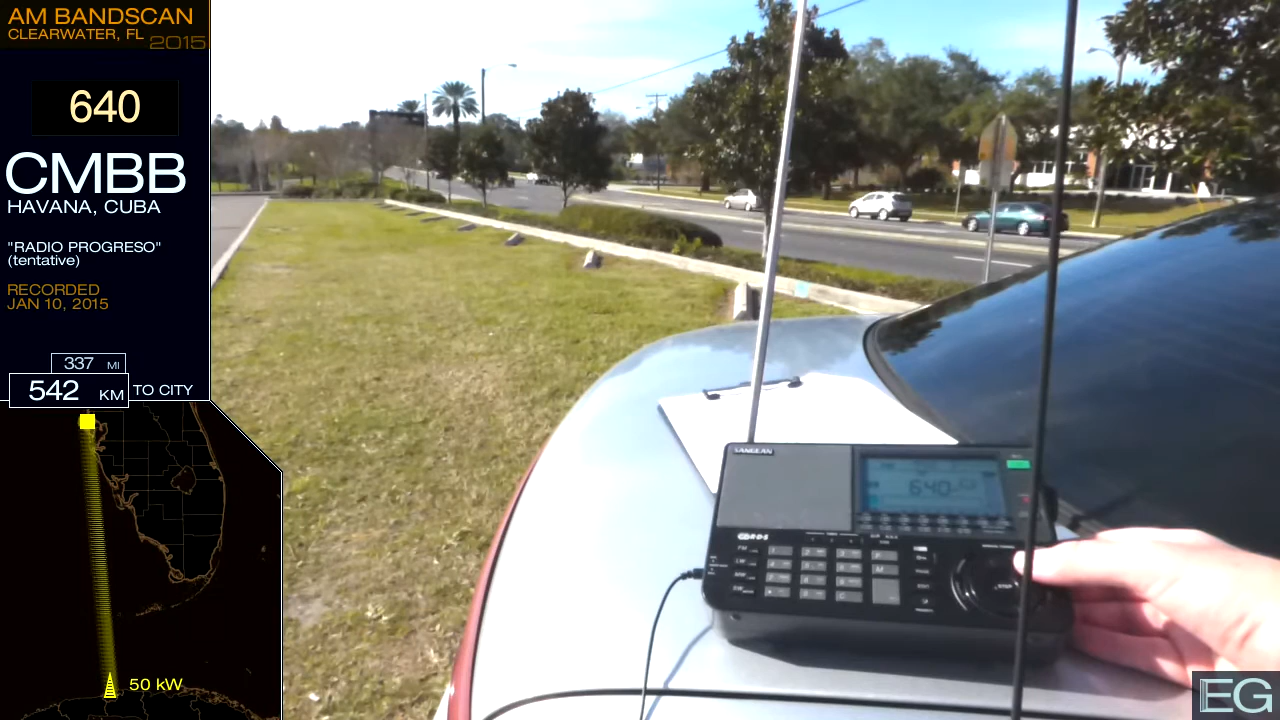 AM BANDSCAN
CLEARWATER, FL
2015
640
CMBB
HAVANA, CUBA
"RADIO PROGRESO"
(tentative)
RECORDED
JAN 10, 2015
337 MI
542 KM TO CITY
50 kW
SANGEAN
640
RDS
EG